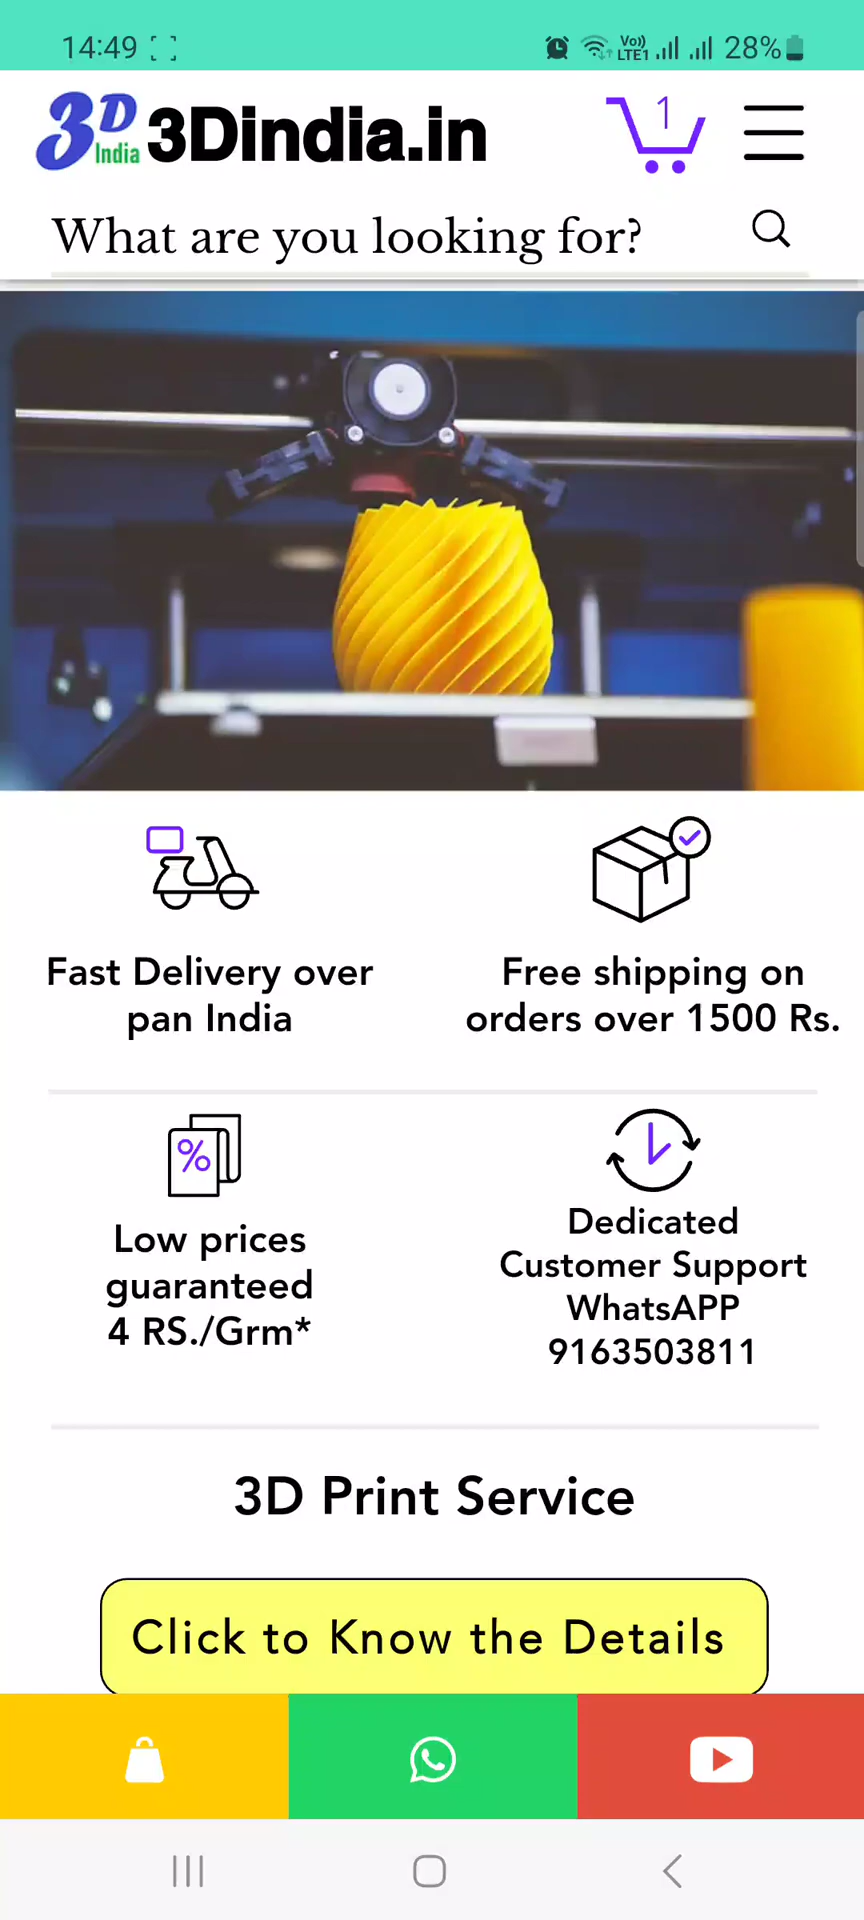 14:49
Vo)) LTE1 28%
3D India 3Dindia.in 1
What are you looking for?
Fast Delivery over
pan India
Free shipping on
orders over 1500 Rs.
%
Low prices
guaranteed
4 RS./Grm*
Dedicated
Customer Support
WhatsAPP
9163503811
3D Print Service
Click to Know the Details